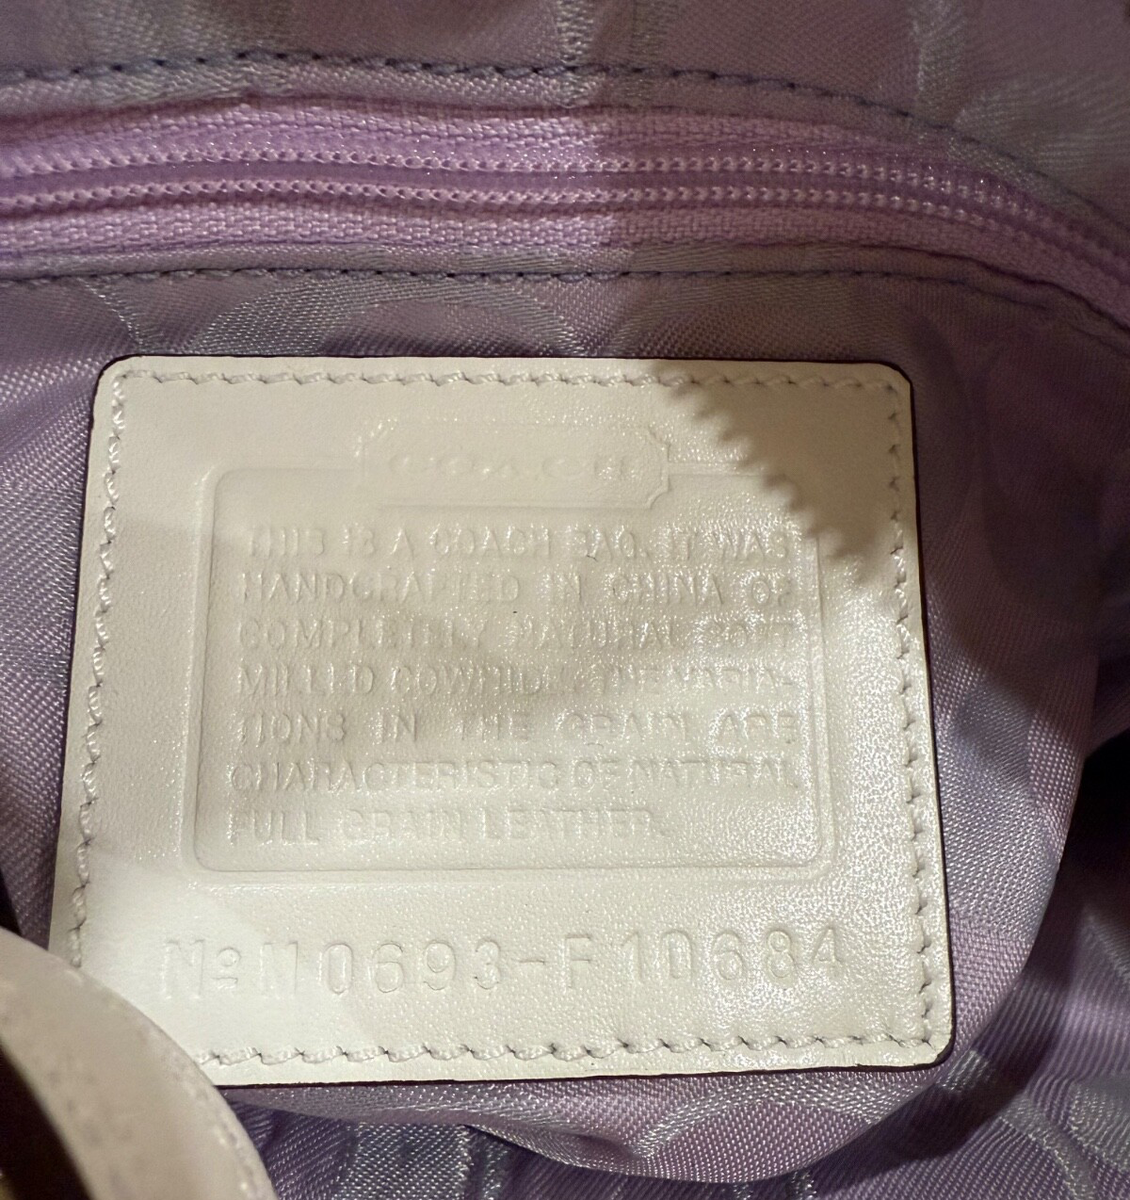 COACH
THIS IS A COACH BAG. IT WAS
HANDCRAFTED IN CHINA OF
COMPLETELY NATURAL SOFT
MILLED COWHIDE. THE VARIA-
TIONS IN THE GRAIN ARE
CHARACTERISTIC OF NATURAL
FULL GRAIN LEATHER.
Nº M0693-F10684